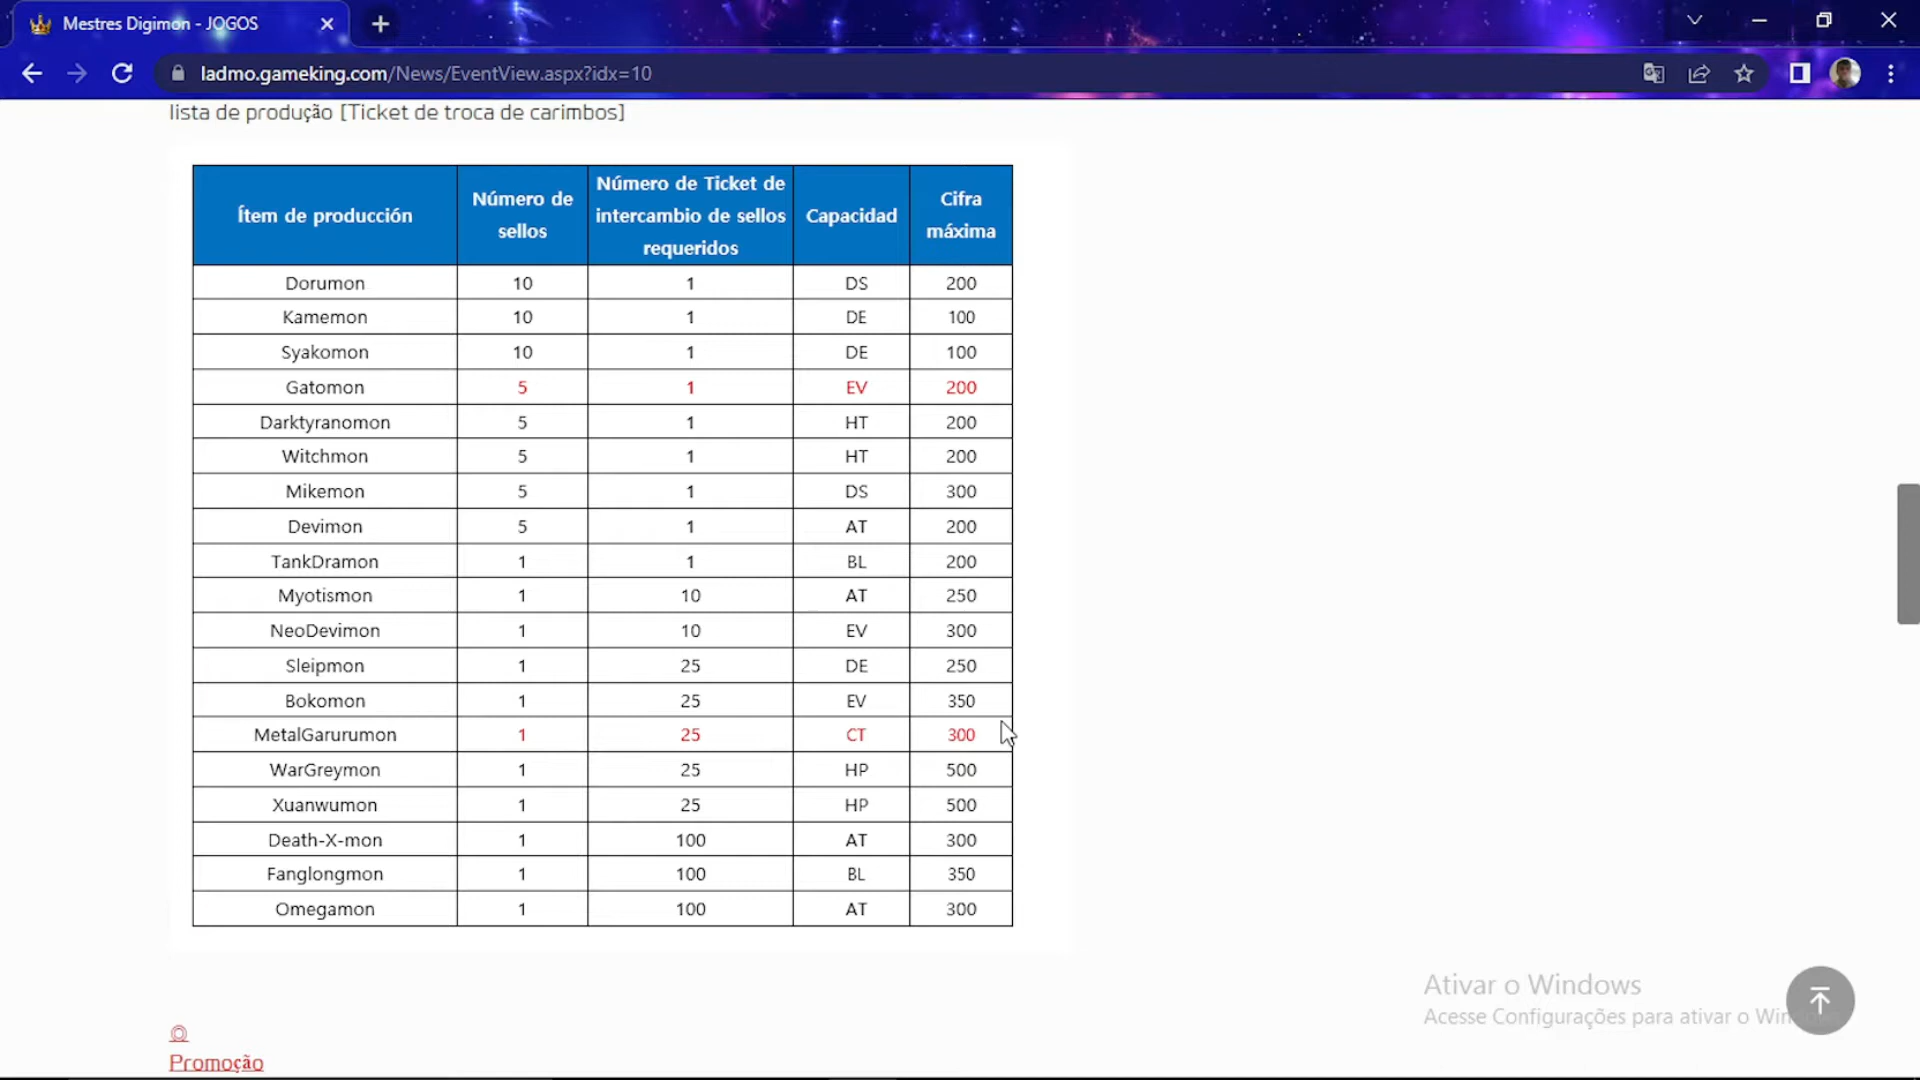 Mestres Digimon - JOGOS
ladmo.gameking.com/News/EventView.aspx?idx=10
lista de produção [Ticket de troca de carimbos]
Ítem de producción Número de sellos Número de Ticket de intercambio de sellos requeridos Capacidad Cifra máxima
Dorumon 10 1 DS 200
Kamemon 10 1 DE 100
Syakomon 10 1 DE 100
Gatomon 5 1 EV 200
Darktyranomon 5 1 HT 200
Witchmon 5 1 HT 200
Mikemon 5 1 DS 300
Devimon 5 1 AT 200
TankDramon 1 1 BL 200
Myotismon 1 10 AT 250
NeoDevimon 1 10 EV 300
Sleipmon 1 25 DE 250
Bokomon 1 25 EV 350
MetalGarurumon 1 25 CT 300
WarGreymon 1 25 HP 500
Xuanwumon 1 25 HP 500
Death-X-mon 1 100 AT 300
Fanglongmon 1 100 BL 350
Omegamon 1 100 AT 300
Ativar o Windows
Acesse Configurações para ativar o Win
◎
Promoção